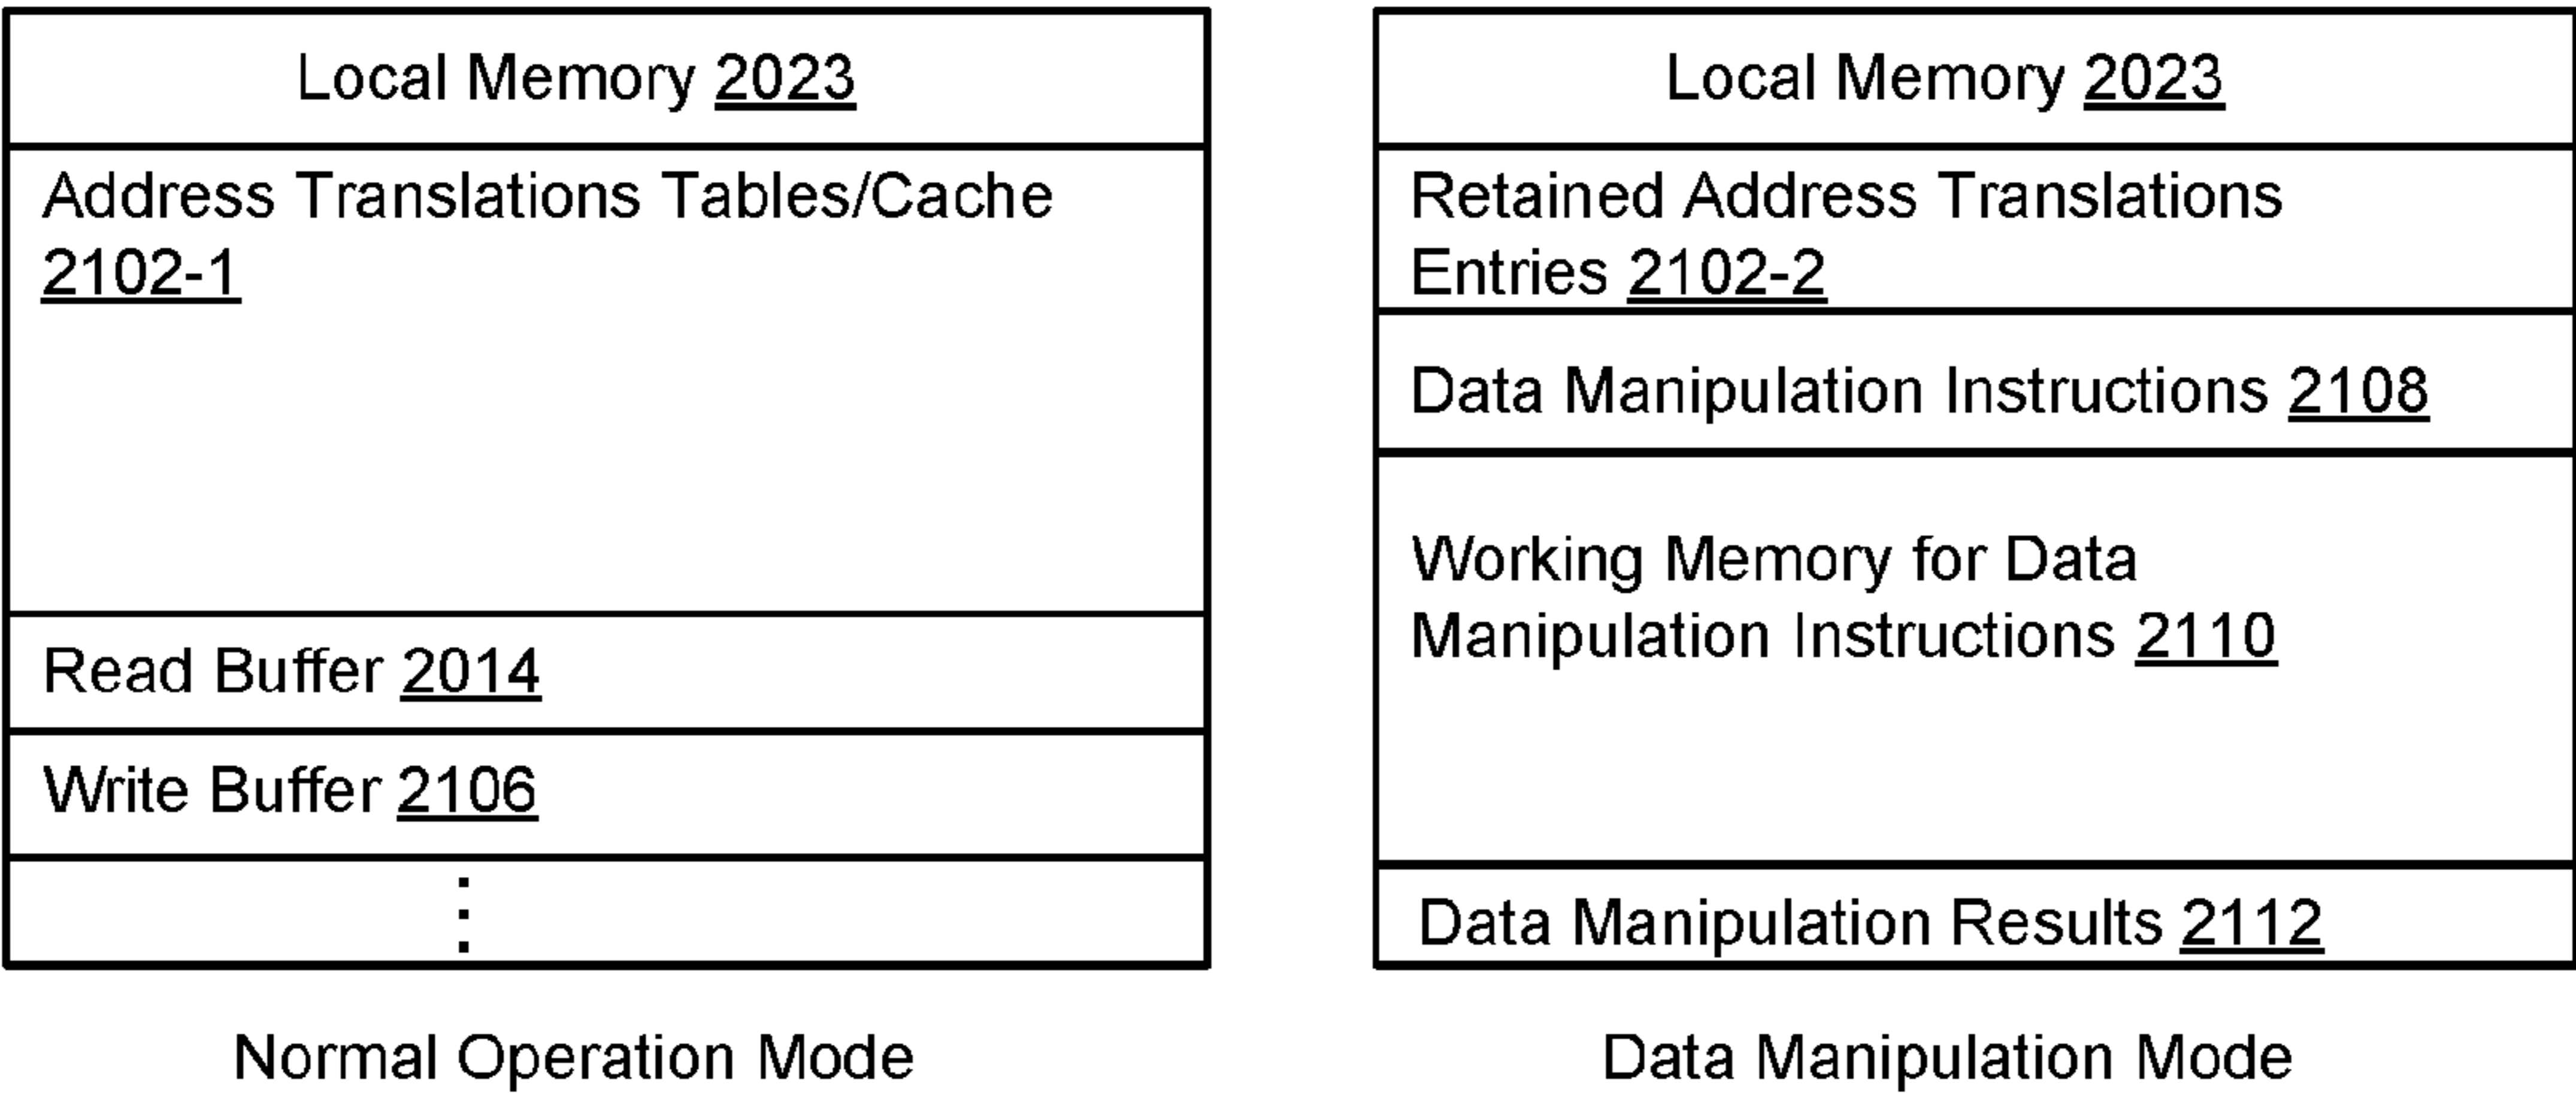 Local Memory 2023
Address Translations Tables/Cache
2102-1
Read Buffer 2014
Write Buffer 2106
Normal Operation Mode
Local Memory 2023
Retained Address Translations
Entries 2102-2
Data Manipulation Instructions 2108
Working Memory for Data
Manipulation Instructions 2110
Data Manipulation Results 2112
Data Manipulation Mode